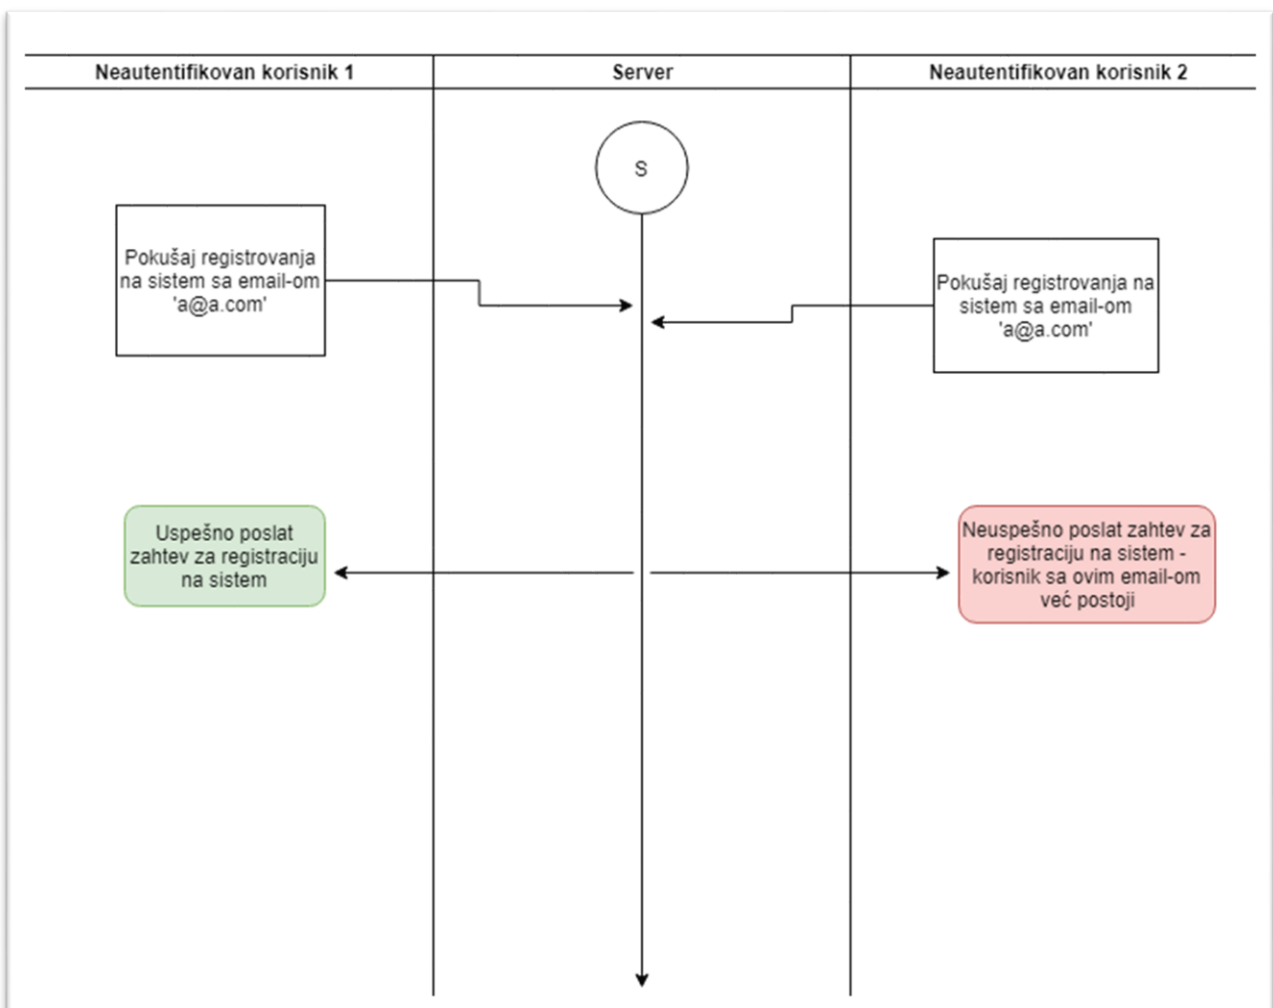 Neautentifikovan korisnik 1
Server
Neautentifikovan korisnik 2
S
Pokušaj registrovanja
na sistem sa email-om
'a@a.com'
Pokušaj registrovanja na
sistem sa email-om
'a@a.com'
Uspešno poslat
zahtev za registraciju
na sistem
Neuspešno poslat zahtev za
registraciju na sistem -
korisnik sa ovim email-om
već postoji